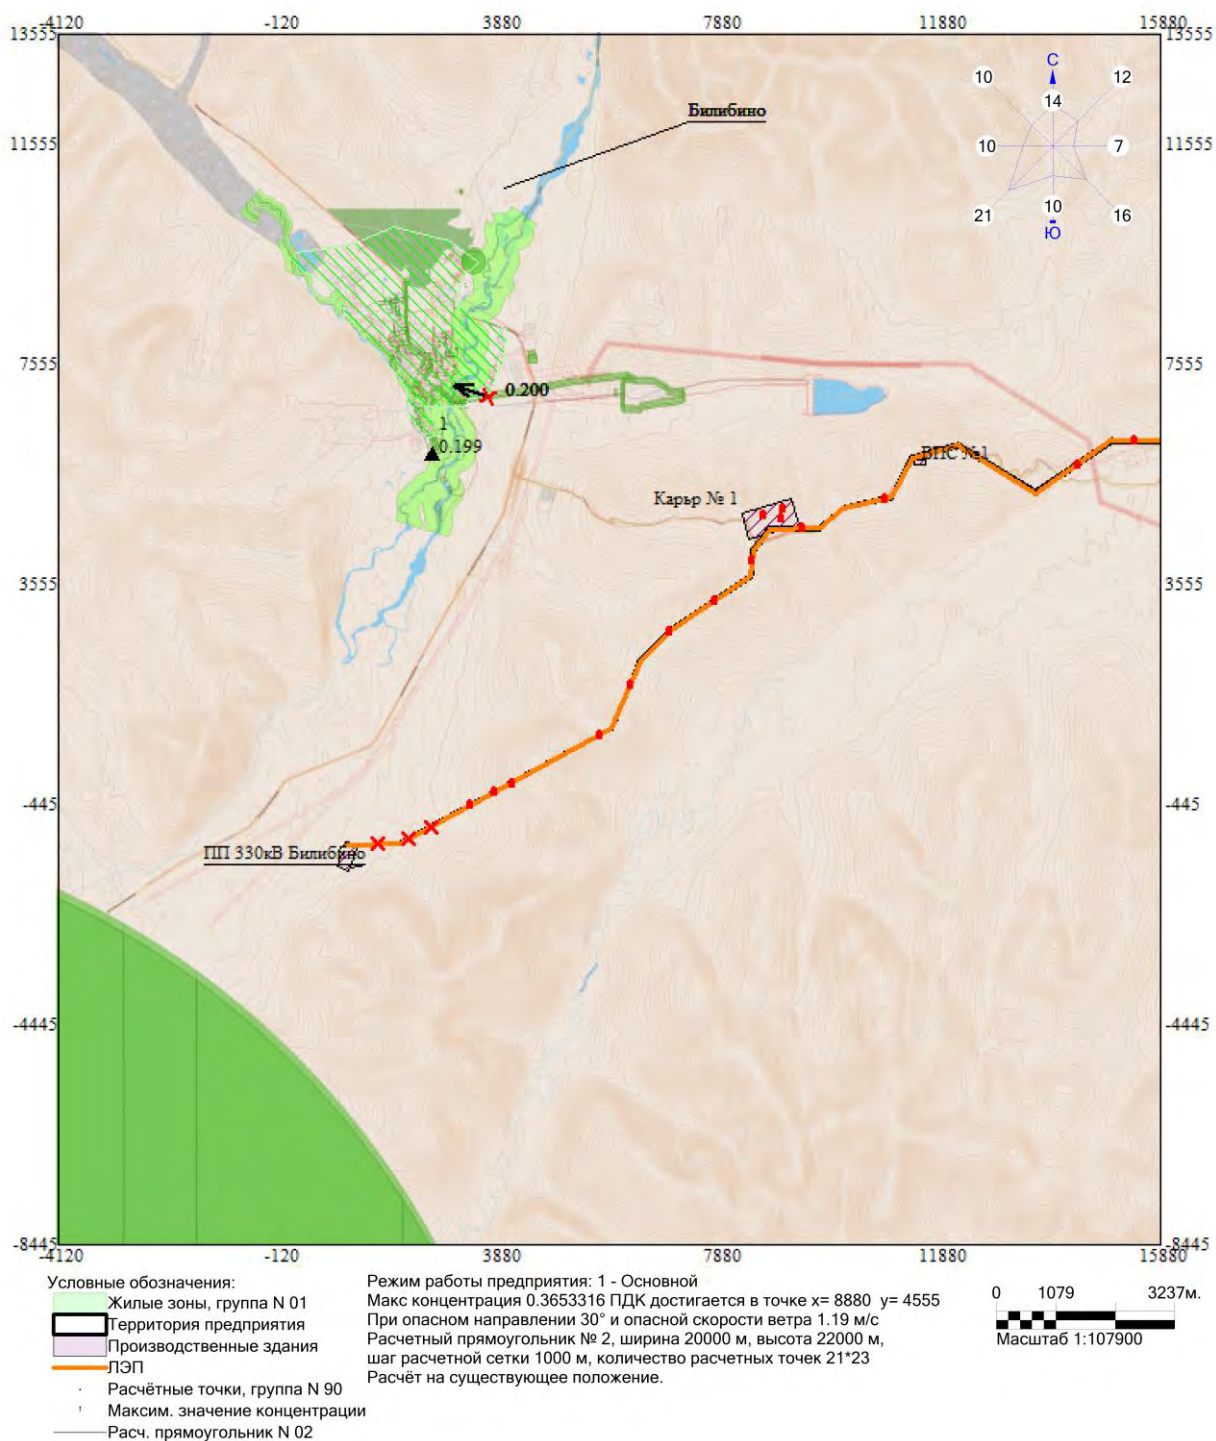 -4120 -120 3880 7880 11880 15880
13555 13555
С
10 12
14
Билибино
11555 11555
10 7
21 10 16
Ю
7555 7555
0.200
1
0.199
ВПС №1
Карьр № 1
3555 3555
-445 -445
ПП 330кВ Билибино
-4445 -4445
-8445 -8445
-4120 -120 3880 7880 11880 15880
Условные обозначения:
Жилые зоны, группа N 01
Территория предприятия
Производственные здания
ЛЭП
Расчётные точки, группа N 90
Максим. значение концентрации
Расч. прямоугольник N 02
Режим работы предприятия: 1 - Основной
Макс концентрация 0.3653316 ПДК достигается в точке x= 8880 y= 4555
При опасном направлении 30° и опасной скорости ветра 1.19 м/с
Расчетный прямоугольник № 2, ширина 20000 м, высота 22000 м,
шаг расчетной сетки 1000 м, количество расчетных точек 21*23
Расчёт на существующее положение.
0 1079 3237м.
Масштаб 1:107900